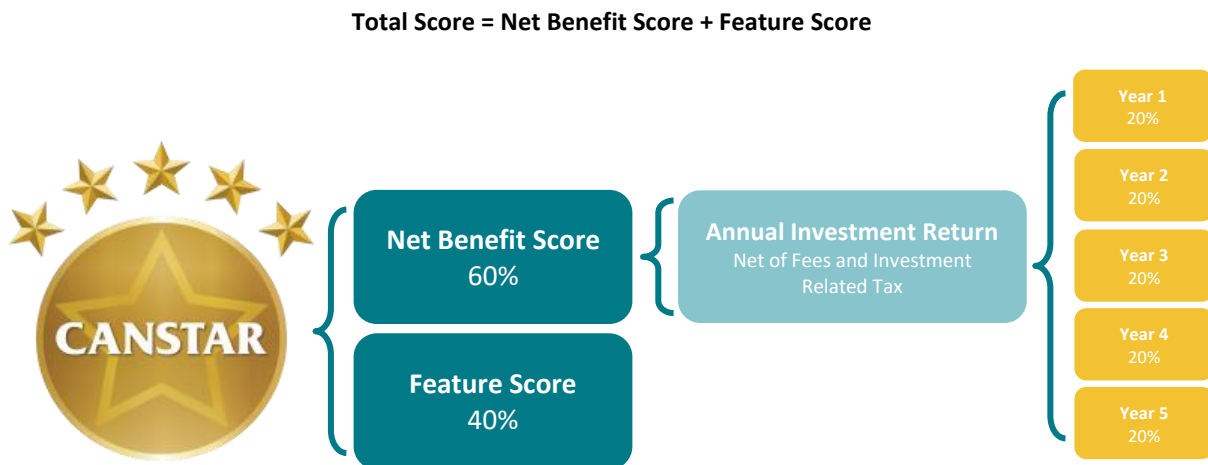 Total Score = Net Benefit Score + Feature Score
CANSTAR
Net Benefit Score
60%
Feature Score
40%
Annual Investment Return
Net of Fees and Investment
Related Tax
Year 1
20%
Year 2
20%
Year 3
20%
Year 4
20%
Year 5
20%